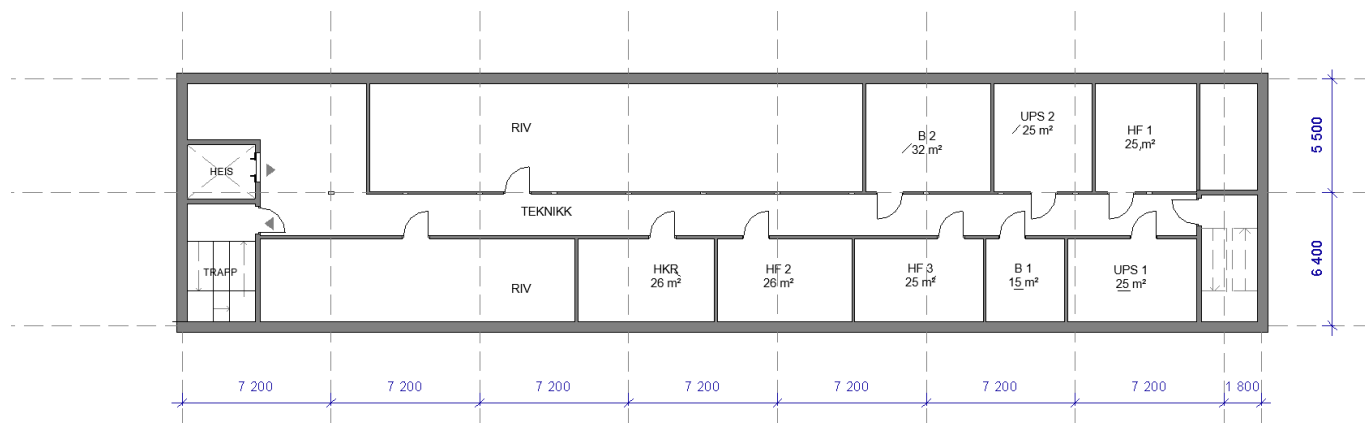 RIV
B 2
32 m²
UPS 2
25 m²
HF 1
25,m²
HEIS
TEKNIKK
TRAPP
RIV
HKR
26 m²
HF 2
26 m²
HF 3
25 m²
B 1
15 m²
UPS 1
25 m²
5 500
6 400
7 200
7 200
7 200
7 200
7 200
7 200
7 200
1 800